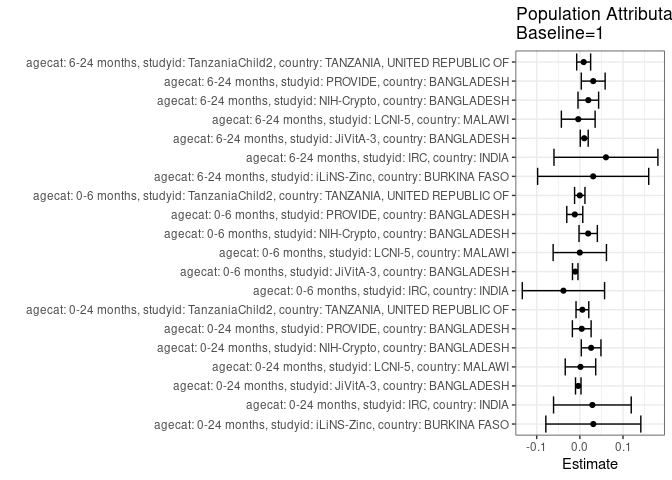 Population Attributa
Baseline=1
agecat: 6-24 months, studyid: TanzaniaChild2, country: TANZANIA, UNITED REPUBLIC OF
agecat: 6-24 months, studyid: PROVIDE, country: BANGLADESH
agecat: 6-24 months, studyid: NIH-Crypto, country: BANGLADESH
agecat: 6-24 months, studyid: LCNI-5, country: MALAWI
agecat: 6-24 months, studyid: JiVitA-3, country: BANGLADESH
agecat: 6-24 months, studyid: IRC, country: INDIA
agecat: 6-24 months, studyid: iLiNS-Zinc, country: BURKINA FASO
agecat: 0-6 months, studyid: TanzaniaChild2, country: TANZANIA, UNITED REPUBLIC OF
agecat: 0-6 months, studyid: PROVIDE, country: BANGLADESH
agecat: 0-6 months, studyid: NIH-Crypto, country: BANGLADESH
agecat: 0-6 months, studyid: LCNI-5, country: MALAWI
agecat: 0-6 months, studyid: JiVitA-3, country: BANGLADESH
agecat: 0-6 months, studyid: IRC, country: INDIA
agecat: 0-24 months, studyid: TanzaniaChild2, country: TANZANIA, UNITED REPUBLIC OF
agecat: 0-24 months, studyid: PROVIDE, country: BANGLADESH
agecat: 0-24 months, studyid: NIH-Crypto, country: BANGLADESH
agecat: 0-24 months, studyid: LCNI-5, country: MALAWI
agecat: 0-24 months, studyid: JiVitA-3, country: BANGLADESH
agecat: 0-24 months, studyid: IRC, country: INDIA
agecat: 0-24 months, studyid: iLiNS-Zinc, country: BURKINA FASO
-0.1 0.0 0.1
Estimate